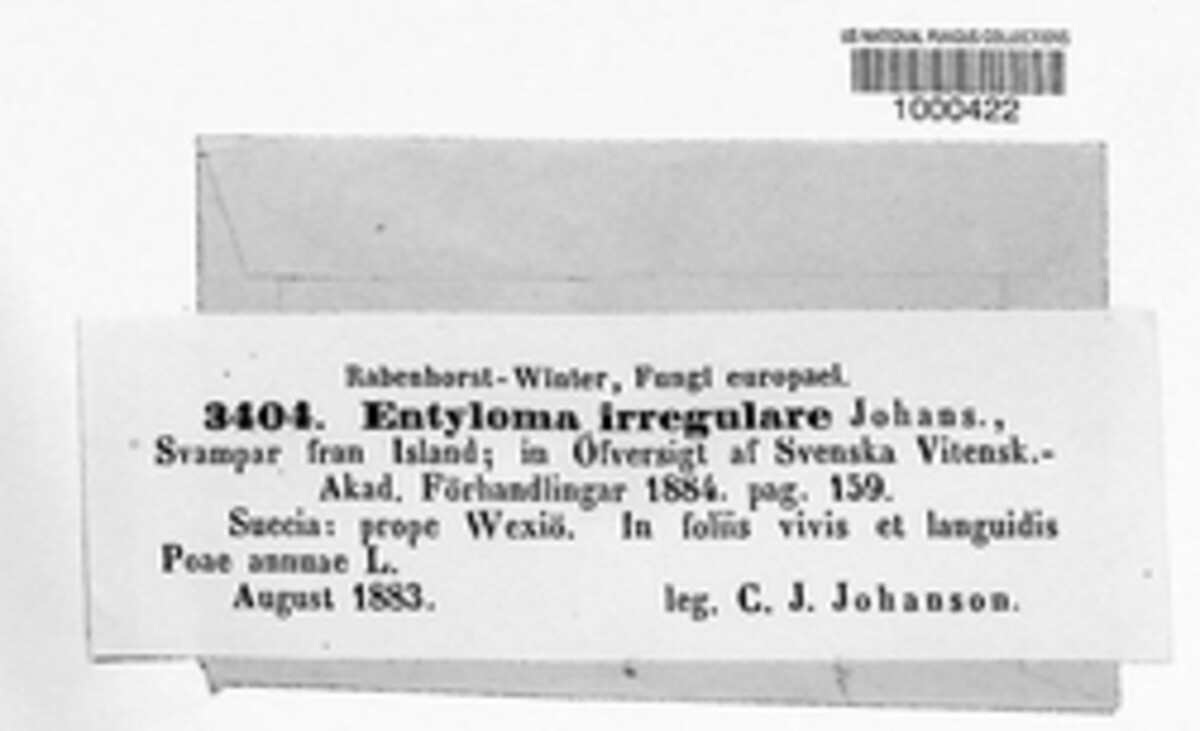 US NATIONAL FUNGUS COLLECTIONS
1000422
Rabenhorst-Winter, Fungi europaei.
3404. Entyloma irregulare Johans.,
Svampar fran Island; in Öfversigt af Svenska Vitensk.-
Akad. Förhandlingar 1884. pag. 159.
Suecia: prope Wexiö. In foliis vivis et languidis
Poae annuae L.
August 1883. leg. C. J. Johanson.